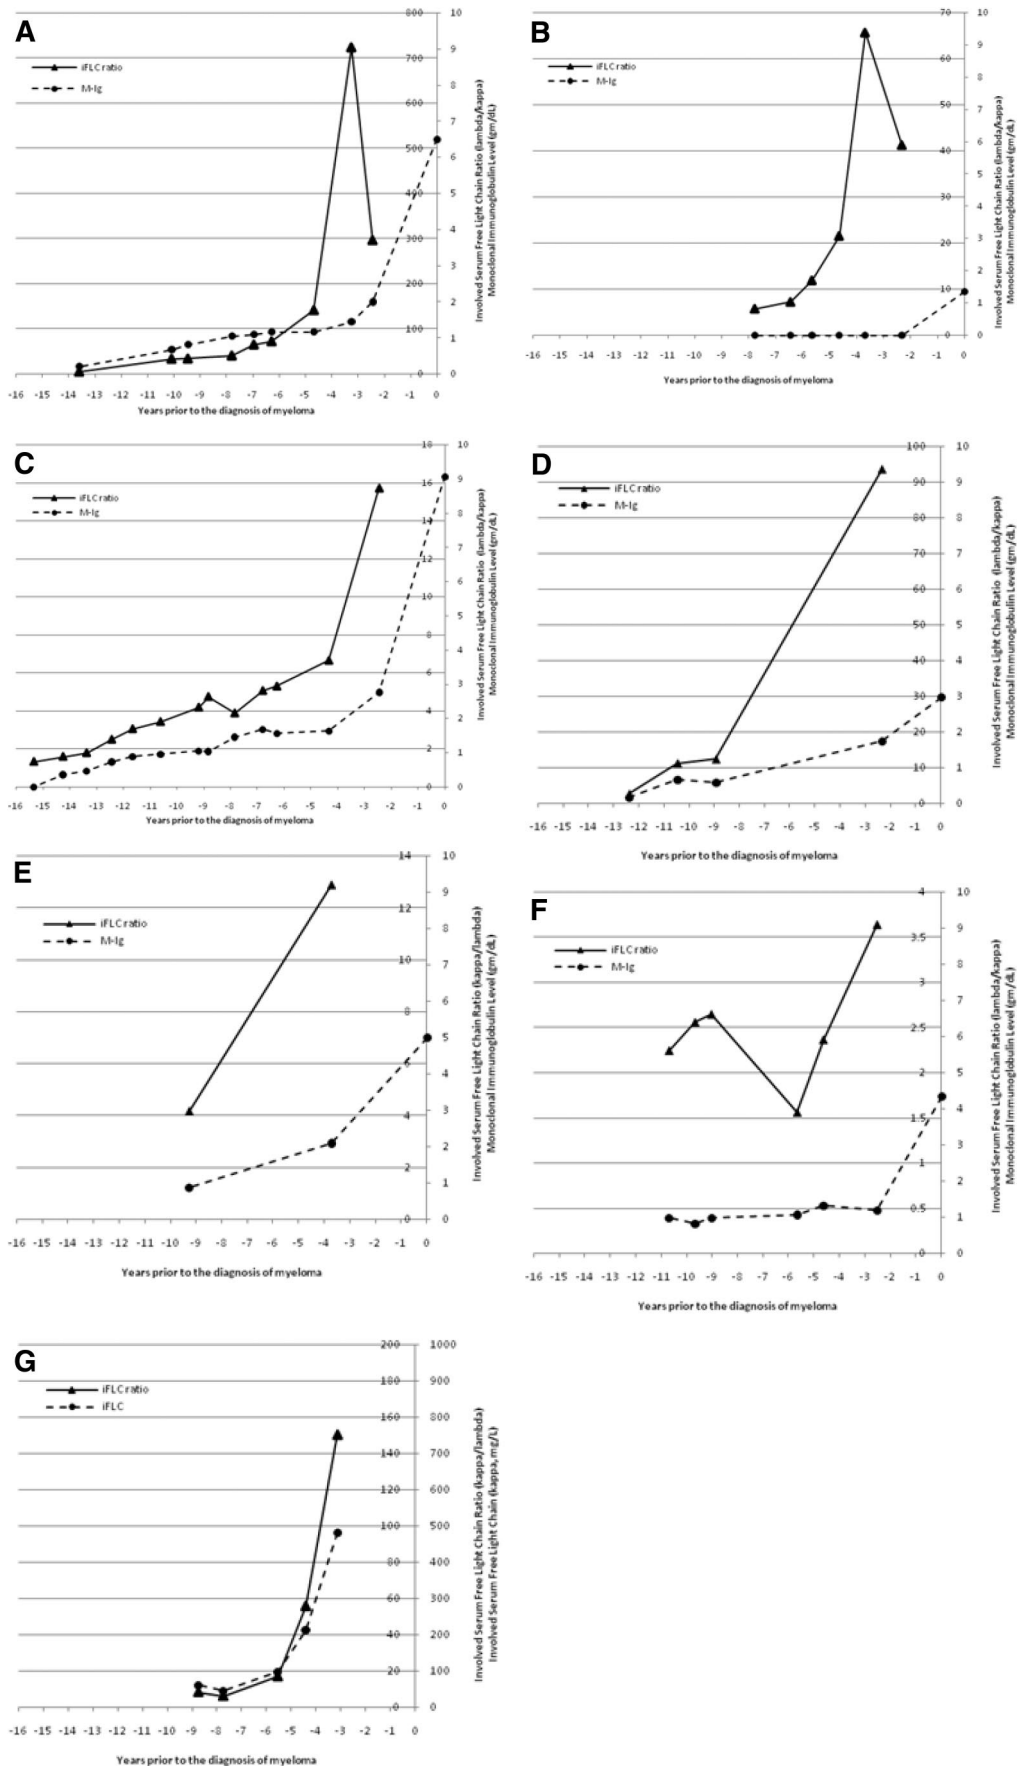 A
iFLC ratio
M-Ig
800 700 600 500 400 300 200 100 0
10 9 8 7 6 5 4 3 2 1 0
Involved Serum Free Light Chain Ratio (lambda/kappa)
Monoclonal Immunoglobulin Level (gm/dL)
-16 -15 -14 -13 -12 -11 -10 -9 -8 -7 -6 -5 -4 -3 -2 -1 0
Years prior to the diagnosis of myeloma
B
iFLC ratio
M-Ig
70 60 50 40 30 20 10 0
10 9 8 7 6 5 4 3 2 1 0
Involved Serum Free Light Chain Ratio (lambda/kappa)
Monoclonal Immunoglobulin Level (gm/dL)
-16 -15 -14 -13 -12 -11 -10 -9 -8 -7 -6 -5 -4 -3 -2 -1 0
Years prior to the diagnosis of myeloma
C
iFLC ratio
M-Ig
18 16 14 12 10 8 6 4 2 0
10 9 8 7 6 5 4 3 2 1 0
Involved Serum Free Light Chain Ratio (lambda/kappa)
Monoclonal Immunoglobulin Level (gm/dL)
-16 -15 -14 -13 -12 -11 -10 -9 -8 -7 -6 -5 -4 -3 -2 -1 0
Years prior to the diagnosis of myeloma
D
iFLC ratio
M-Ig
100 90 80 70 60 50 40 30 20 10 0
10 9 8 7 6 5 4 3 2 1 0
Involved Serum Free Light Chain Ratio (lambda/kappa)
Monoclonal Immunoglobulin Level (gm/dL)
-16 -15 -14 -13 -12 -11 -10 -9 -8 -7 -6 -5 -4 -3 -2 -1 0
Years prior to the diagnosis of myeloma
E
iFLC ratio
M-Ig
14 12 10 8 6 4 2 0
10 9 8 7 6 5 4 3 2 1 0
Involved Serum Free Light Chain Ratio (kappa/lambda)
Monoclonal Immunoglobulin Level (gm/dL)
-16 -15 -14 -13 -12 -11 -10 -9 -8 -7 -6 -5 -4 -3 -2 -1 0
Years prior to the diagnosis of myeloma
F
iFLC ratio
M-Ig
4 3.5 3 2.5 2 1.5 1 0.5 0
10 9 8 7 6 5 4 3 2 1 0
Involved Serum Free Light Chain Ratio (lambda/kappa)
Monoclonal Immunoglobulin Level (gm/dL)
-16 -15 -14 -13 -12 -11 -10 -9 -8 -7 -6 -5 -4 -3 -2 -1 0
Years prior to the diagnosis of myeloma
G
iFLC ratio
iFLC
200 180 160 140 120 100 80 60 40 20 0
1000 900 800 700 600 500 400 300 200 100 0
Involved Serum Free Light Chain Ratio (kappa/lambda)
Involved Serum Free Light Chain (kappa, mg/L)
-16 -15 -14 -13 -12 -11 -10 -9 -8 -7 -6 -5 -4 -3 -2 -1 0
Years prior to the diagnosis of myeloma